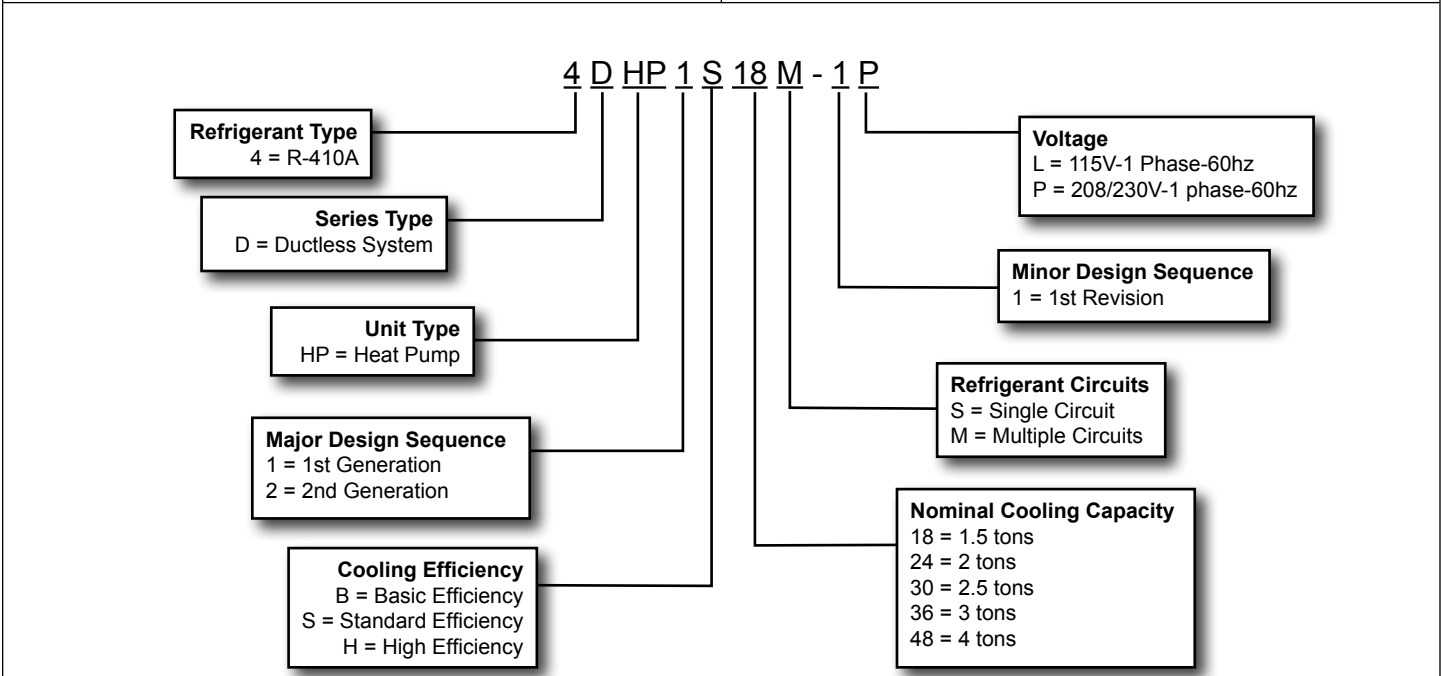 4 D HP 1 S 18 M - 1 P
Refrigerant Type
4 = R-410A
Series Type
D = Ductless System
Unit Type
HP = Heat Pump
Major Design Sequence
1 = 1st Generation
2 = 2nd Generation
Cooling Efficiency
B = Basic Efficiency
S = Standard Efficiency
H = High Efficiency
Voltage
L = 115V-1 Phase-60hz
P = 208/230V-1 phase-60hz
Minor Design Sequence
1 = 1st Revision
Refrigerant Circuits
S = Single Circuit
M = Multiple Circuits
Nominal Cooling Capacity
18 = 1.5 tons
24 = 2 tons
30 = 2.5 tons
36 = 3 tons
48 = 4 tons